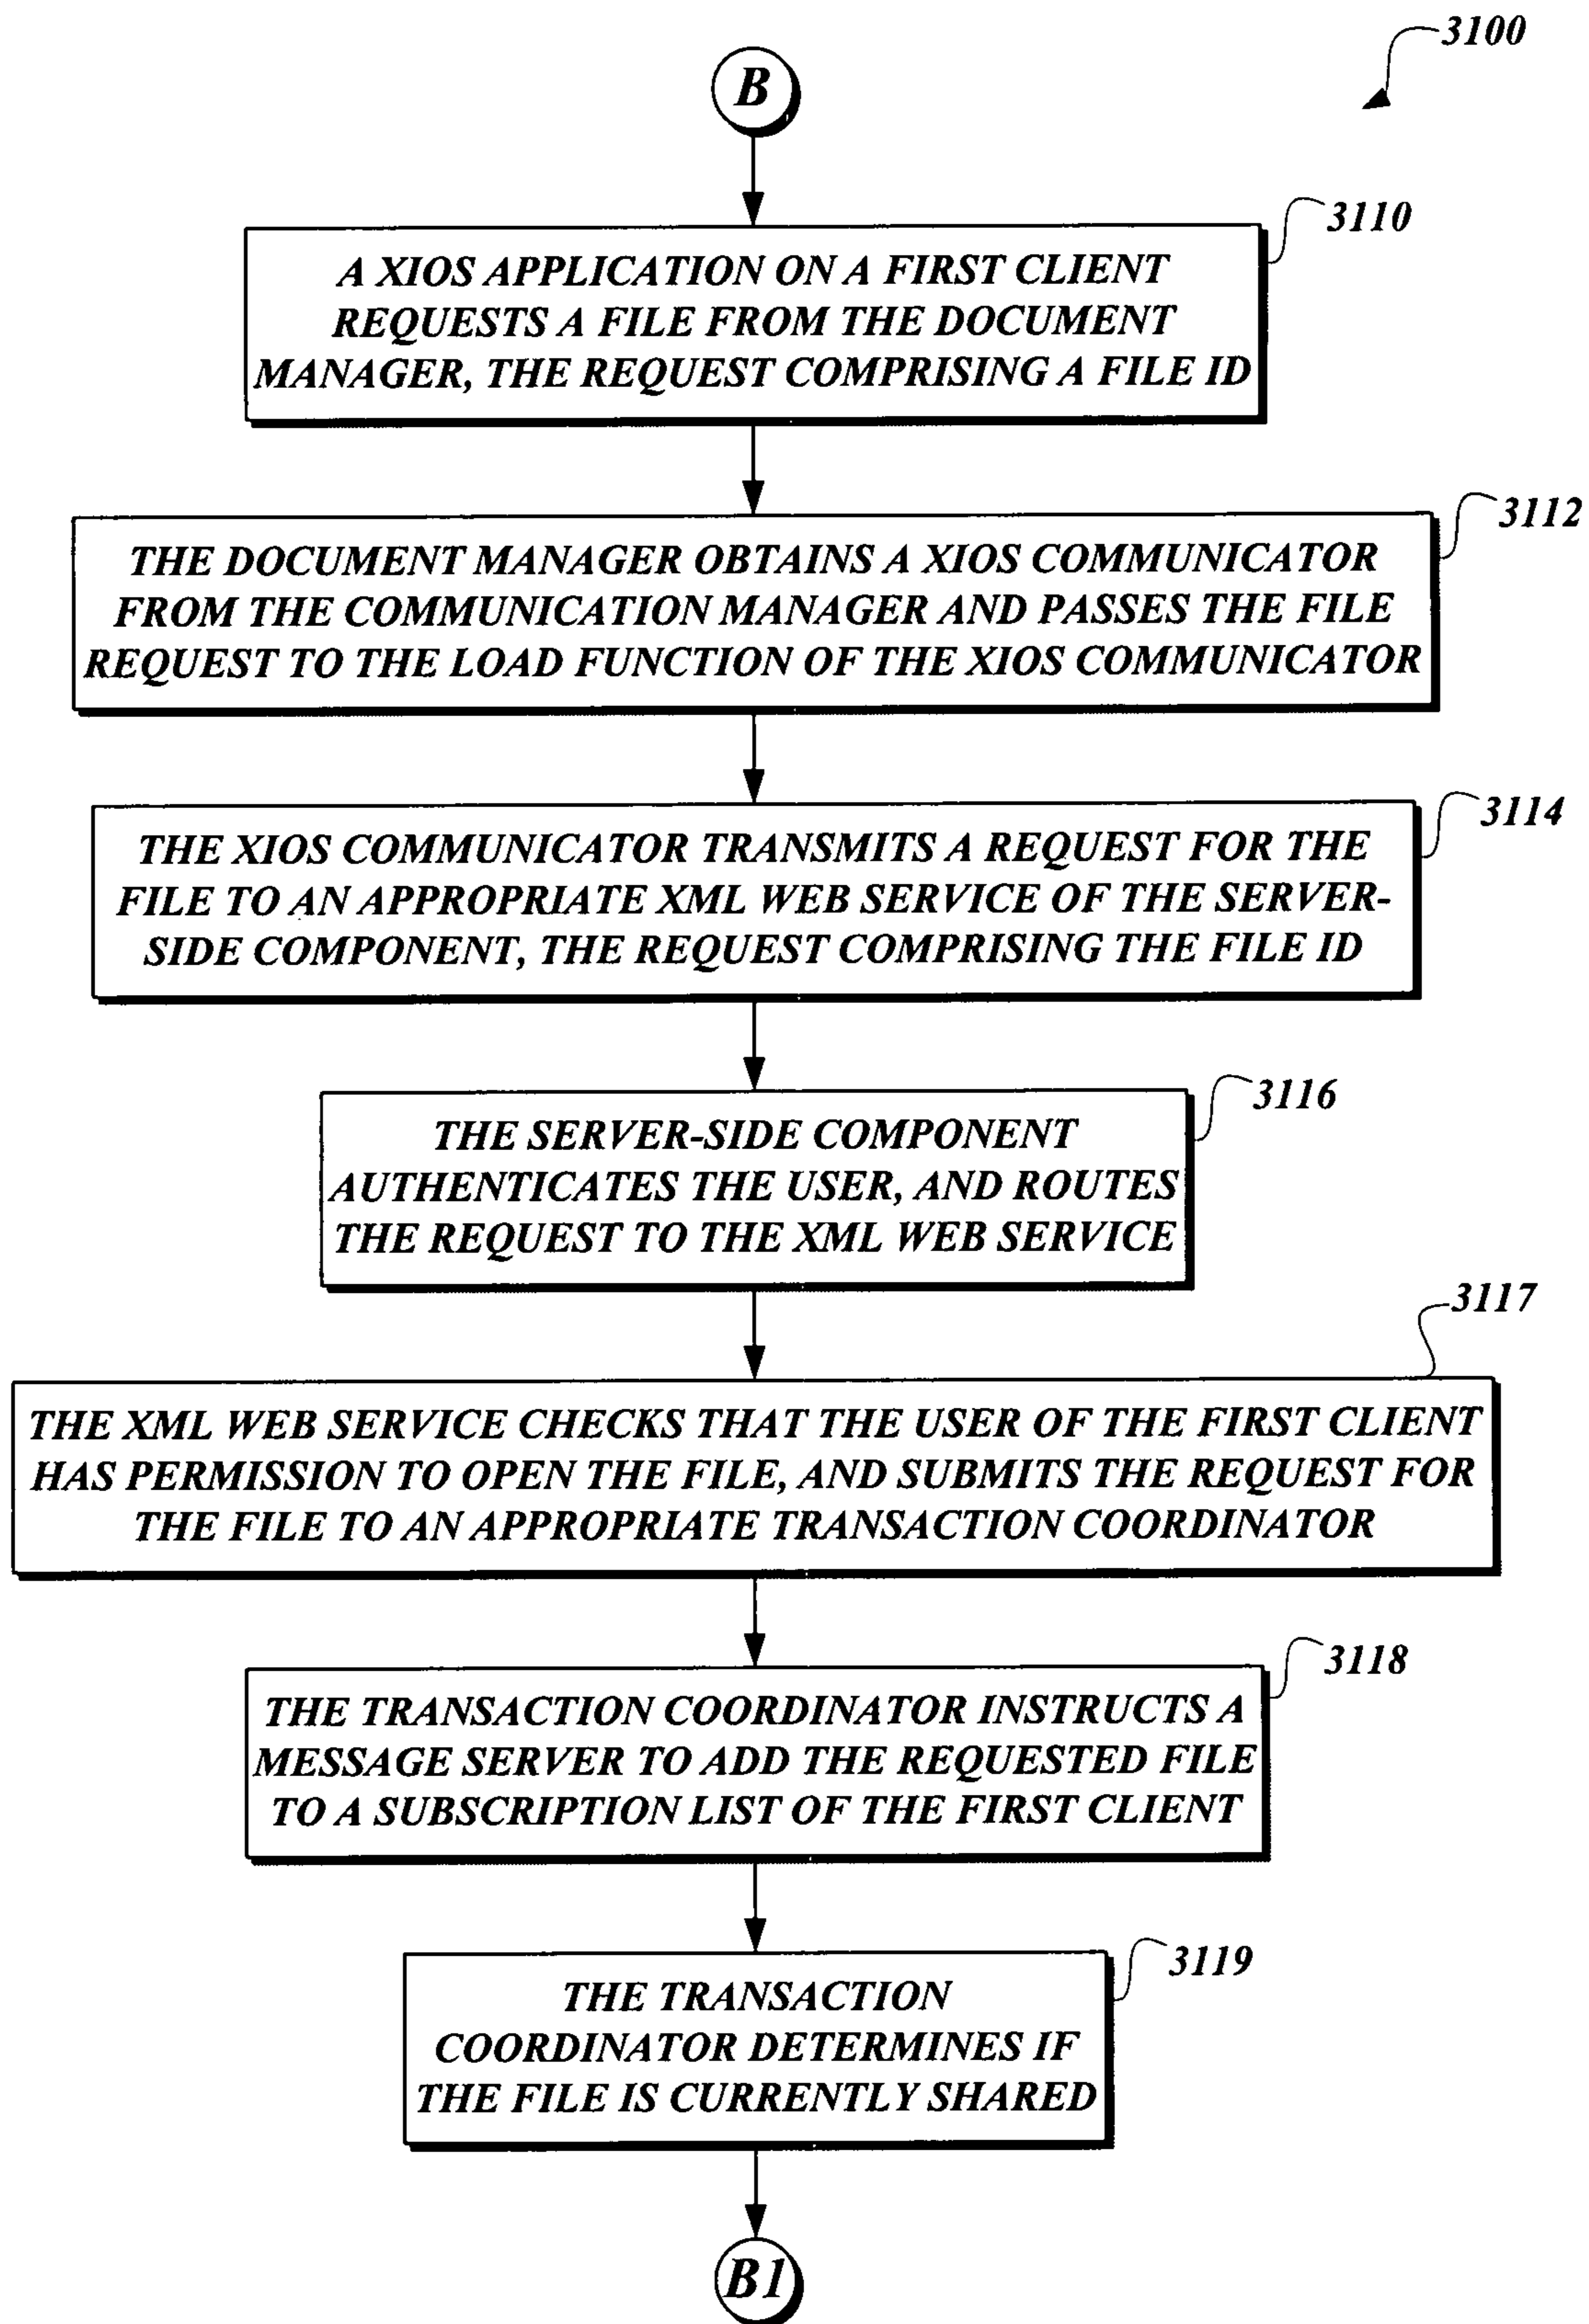 3100
B
3110
A XIOS APPLICATION ON A FIRST CLIENT
REQUESTS A FILE FROM THE DOCUMENT
MANAGER, THE REQUEST COMPRISING A FILE ID
3112
THE DOCUMENT MANAGER OBTAINS A XIOS COMMUNICATOR
FROM THE COMMUNICATION MANAGER AND PASSES THE FILE
REQUEST TO THE LOAD FUNCTION OF THE XIOS COMMUNICATOR
3114
THE XIOS COMMUNICATOR TRANSMITS A REQUEST FOR THE
FILE TO AN APPROPRIATE XML WEB SERVICE OF THE SERVER-
SIDE COMPONENT, THE REQUEST COMPRISING THE FILE ID
3116
THE SERVER-SIDE COMPONENT
AUTHENTICATES THE USER, AND ROUTES
THE REQUEST TO THE XML WEB SERVICE
3117
THE XML WEB SERVICE CHECKS THAT THE USER OF THE FIRST CLIENT
HAS PERMISSION TO OPEN THE FILE, AND SUBMITS THE REQUEST FOR
THE FILE TO AN APPROPRIATE TRANSACTION COORDINATOR
3118
THE TRANSACTION COORDINATOR INSTRUCTS A
MESSAGE SERVER TO ADD THE REQUESTED FILE
TO A SUBSCRIPTION LIST OF THE FIRST CLIENT
3119
THE TRANSACTION
COORDINATOR DETERMINES IF
THE FILE IS CURRENTLY SHARED
B1